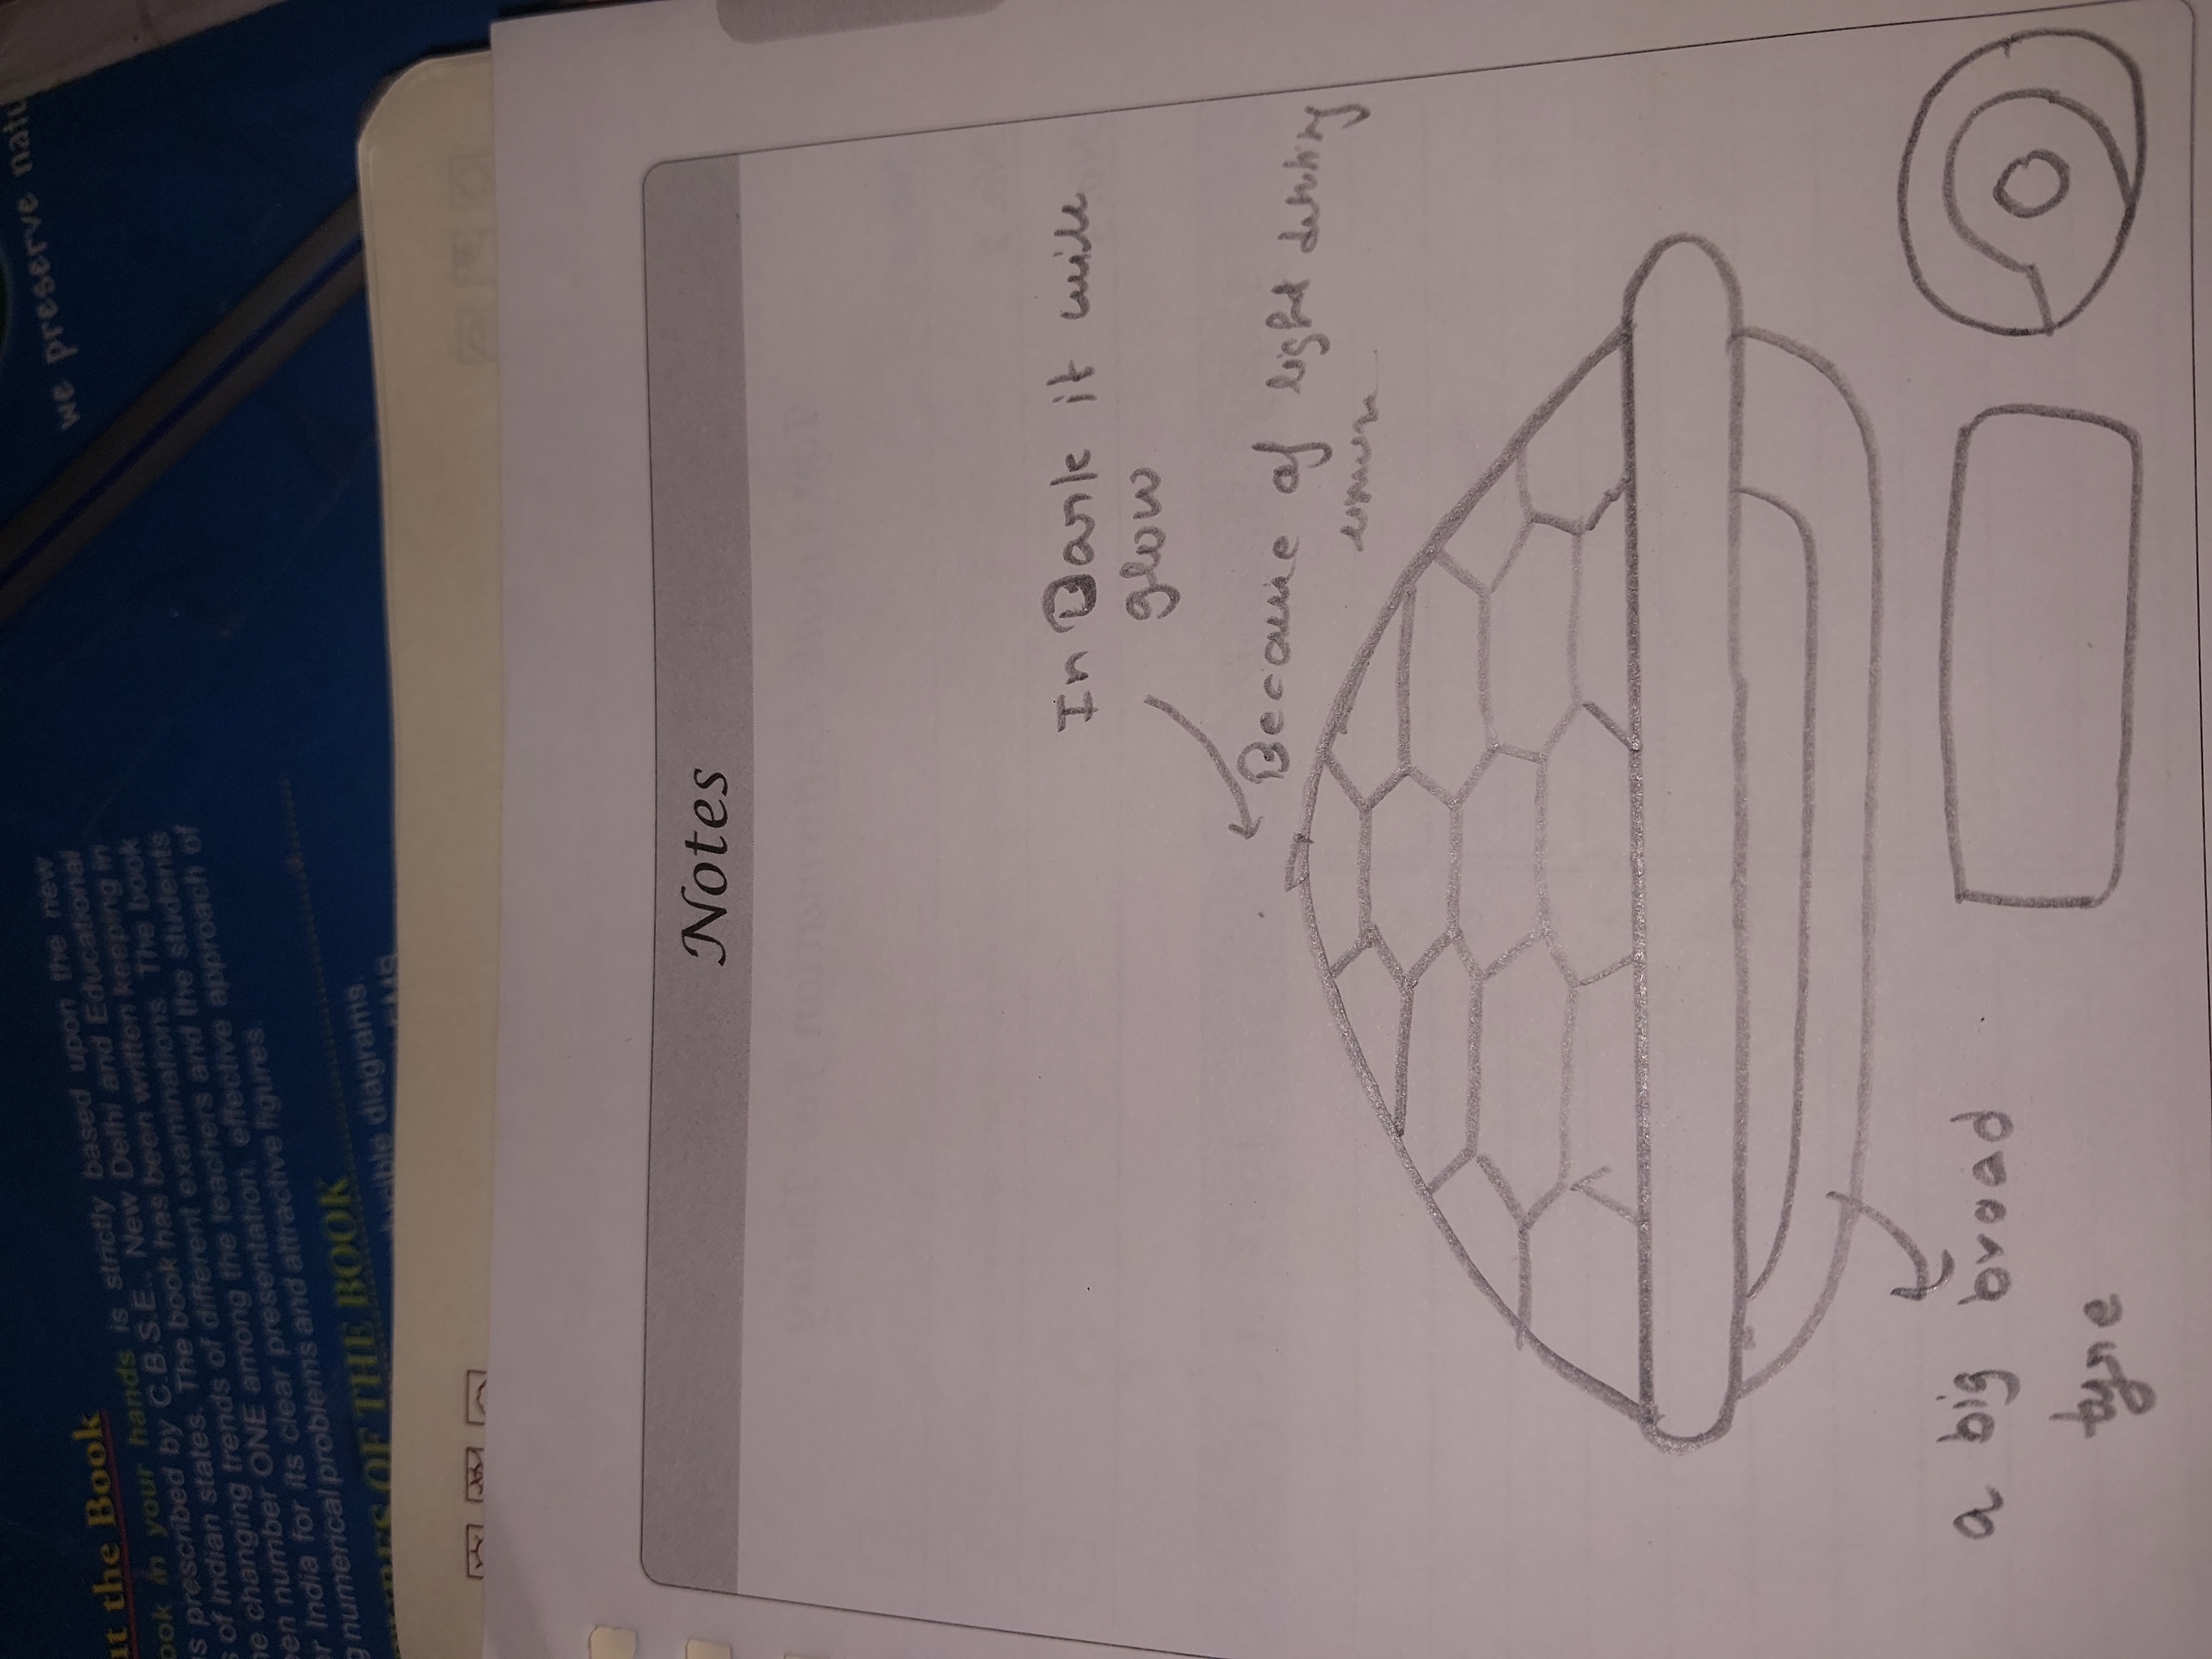 ut the Book
ook in your hands is strictly based upon the new
s prescribed by C.B.S.E., New Delhi and Educational
s of Indian states. The book has been written keeping in
he changing trends of different examinations. The book
een number ONE among the teachers and the students
r India for its clear presentation, effective approach of
g numerical problems and attractive figures.
OF THE BOOK
ucible diagrams.
we preserve natu
Notes
In Dark it will
glow
Because of light
a big broad
tyre